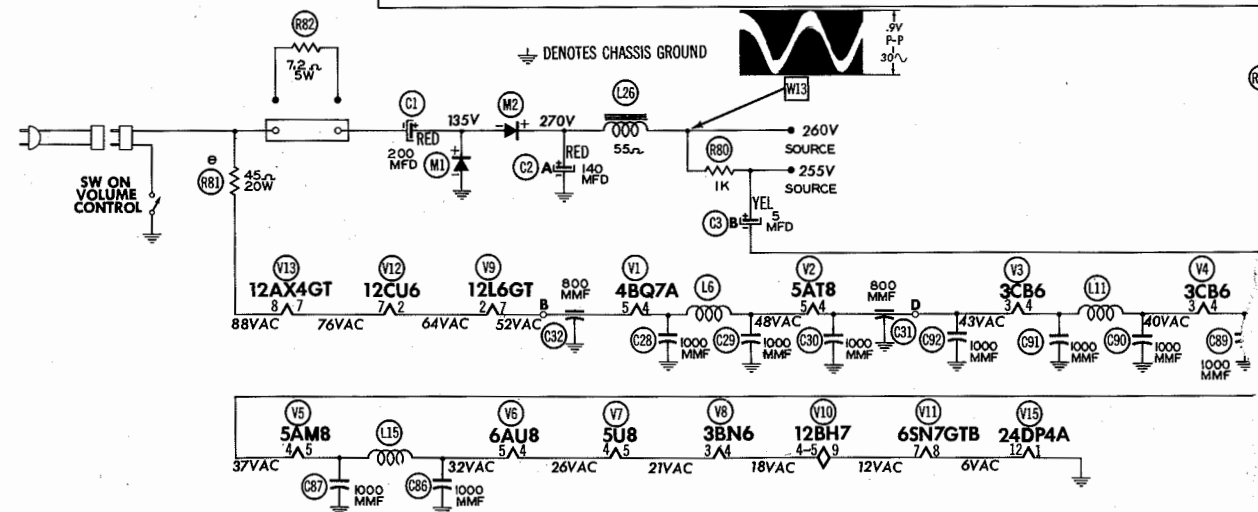 R82
7.2Ω
5W
DENOTES CHASSIS GROUND
.9V
P-P
30~
W13
C1
RED
200
MFD
135V
M1
M2
270V
C2
A
RED
140
MFD
L26
55Ω
260V
SOURCE
R80
1K
255V
SOURCE
YEL
C3
B
5
MFD
SW ON
VOLUME
CONTROL
R81
45Ω
20W
V13
12AX4GT
8 7
V12
12CU6
7 2
V9
12L6GT
2 7
V1
4BQ7A
5 4
V2
5AT8
5 4
V3
3CB6
3 4
V4
3CB6
3 4
88VAC
76VAC
64VAC
52VAC
B
800
MMF
C32
C28
1000
MMF
L6
C29
1000
MMF
48VAC
C30
1000
MMF
800
MMF
C31
D
C92
1000
MMF
43VAC
C91
1000
MMF
L11
C90
1000
MMF
40VAC
C89
1000
MMF
V5
5AM8
4 5
L15
V6
6AU8
5 4
V7
5U8
4 5
V8
3BN6
3 4
V10
12BH7
4-5 9
V11
6SN7GTB
7 8
V15
24DP4A
12 1
37VAC
C87
1000
MMF
C86
1000
MMF
32VAC
26VAC
21VAC
18VAC
12VAC
6VAC